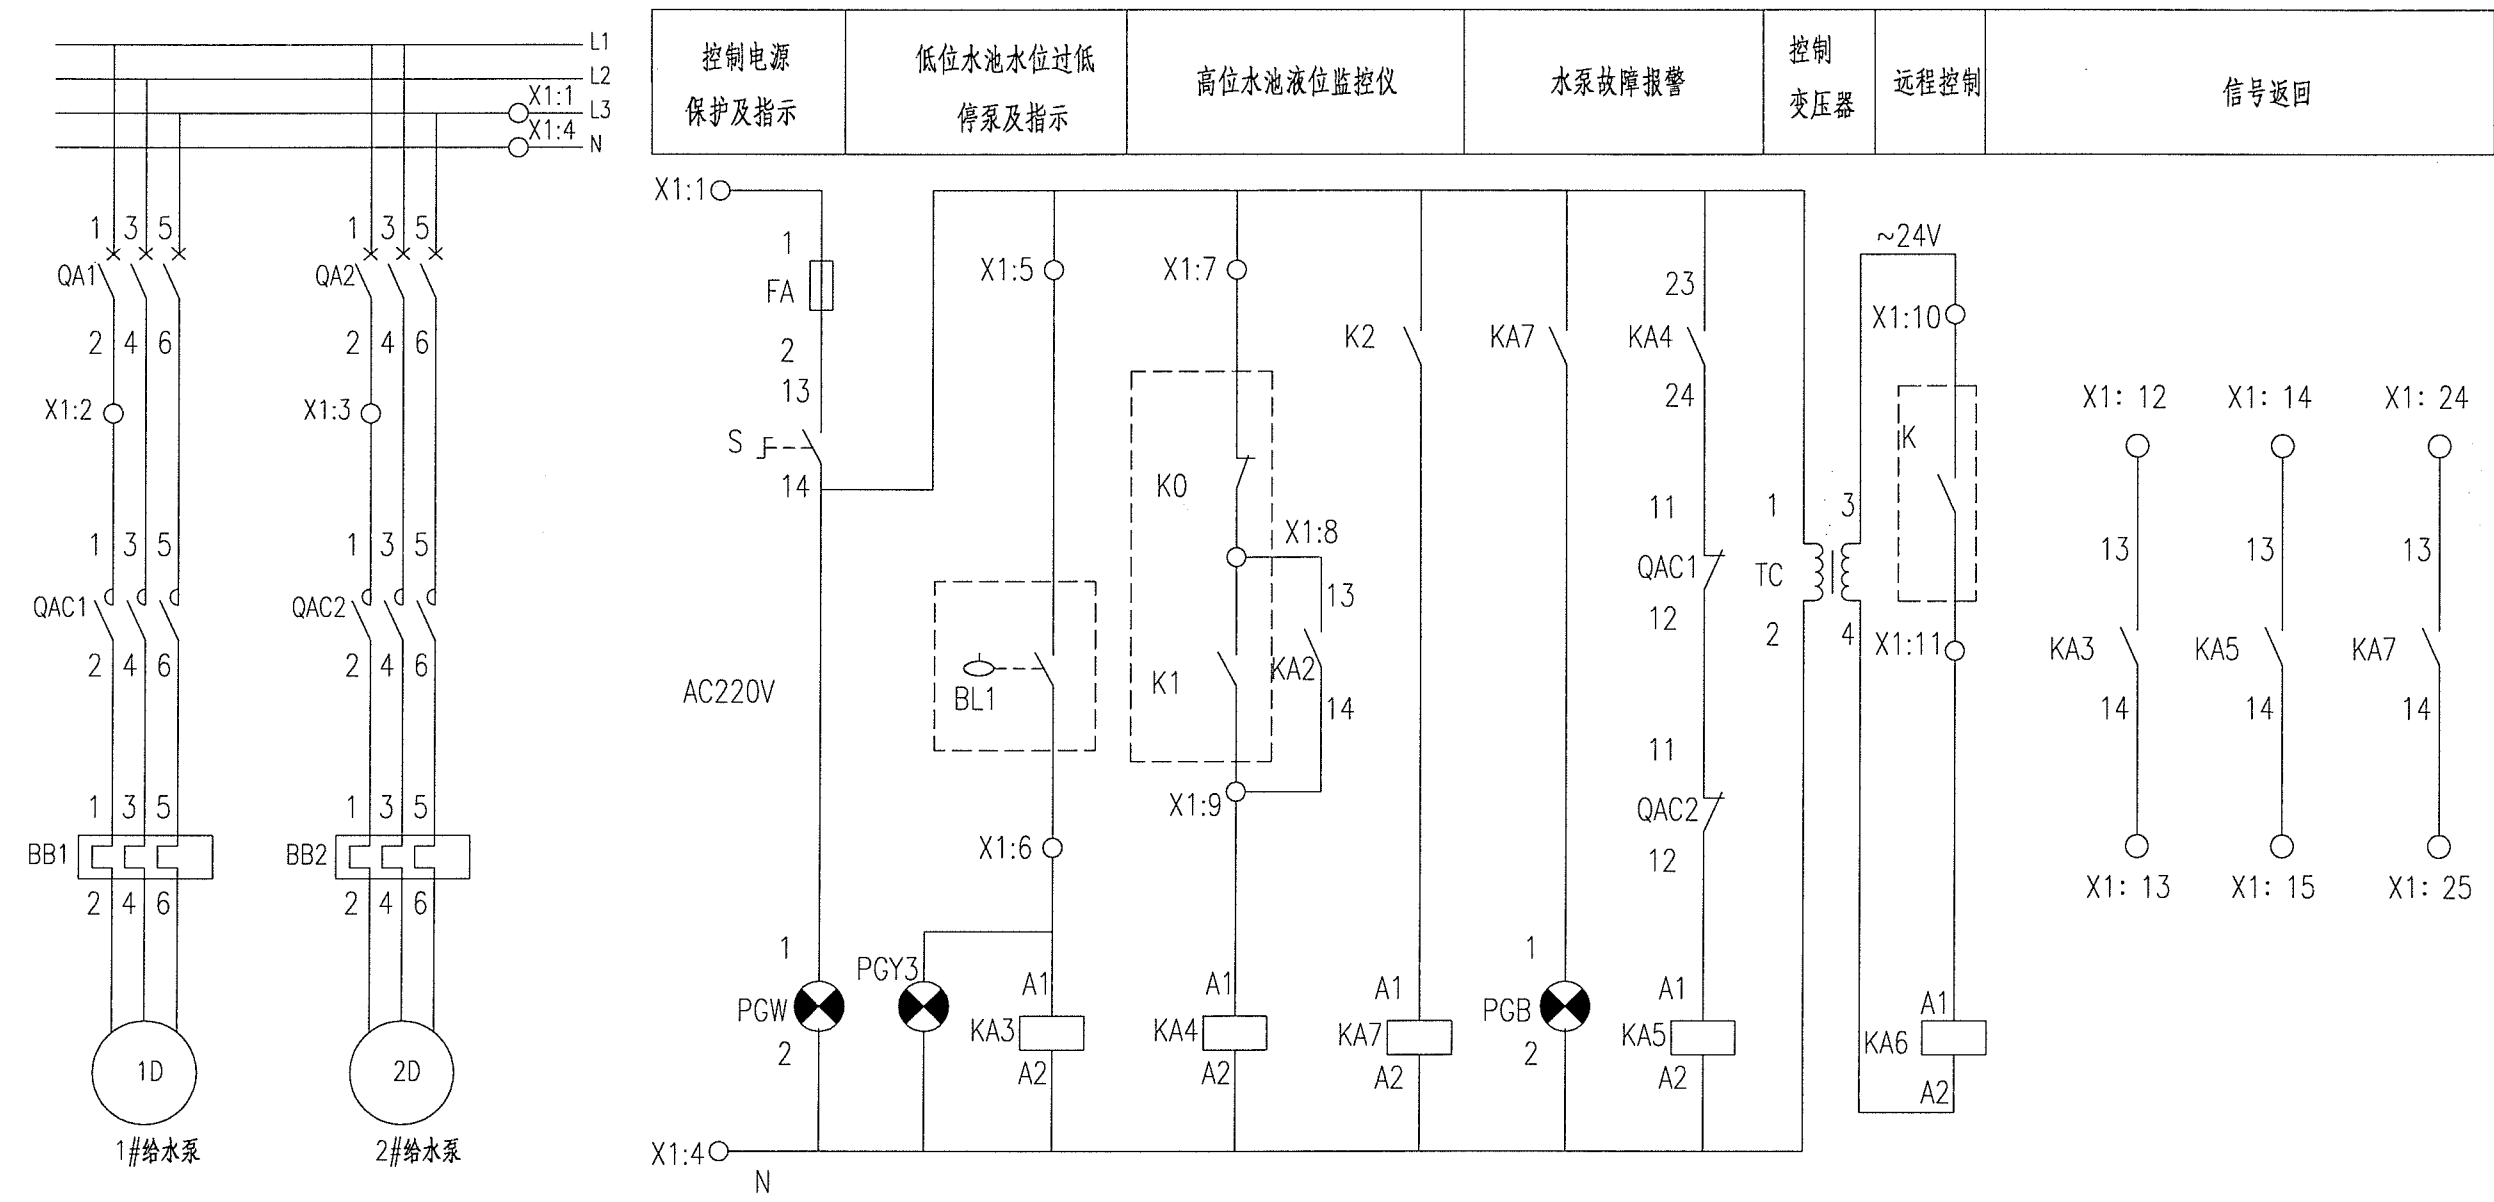 L1
L2
X1:1
L3
X1:4
N
控制电源
保护及指示
低位水池水位过低
停泵及指示
高位水池液位监控仪
水泵故障报警
控制
变压器
远程控制
信号返回
1 3 5
QA1
2 4 6
X1:2
1 3 5
QAC1
2 4 6
1 3 5
BB1
2 4 6
1D
1#给水泵
1 3 5
QA2
2 4 6
X1:3
1 3 5
QAC2
2 4 6
1 3 5
BB2
2 4 6
2D
2#给水泵
X1:1
1
FA
2
13
S
14
AC220V
1
PGW
2
X1:4
N
X1:5
BL1
X1:6
PGY3
A1
KA3
A2
X1:7
K0
X1:8
13
K1
KA2
14
X1:9
A1
KA4
A2
K2
A1
KA7
A2
KA7
1
PGB
2
23
KA4
24
11
QAC1
12
11
QAC2
12
A1
KA5
A2
1
3
TC
2
4
~24V
X1:10
K
X1:11
A1
KA6
A2
X1: 12
13
KA3
14
X1: 13
X1: 14
13
KA5
14
X1: 15
X1: 24
13
KA7
14
X1: 25